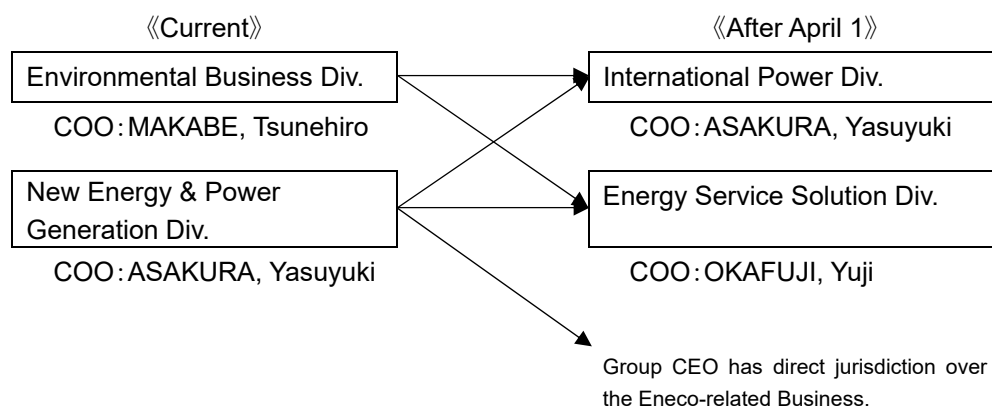 《Current》
《After April 1》
Environmental Business Div.
International Power Div.
COO：MAKABE, Tsunehiro
COO：ASAKURA, Yasuyuki
New Energy & Power
Generation Div.
Energy Service Solution Div.
COO：ASAKURA, Yasuyuki
COO：OKAFUJI, Yuji
Group CEO has direct jurisdiction over
the Eneco-related Business.